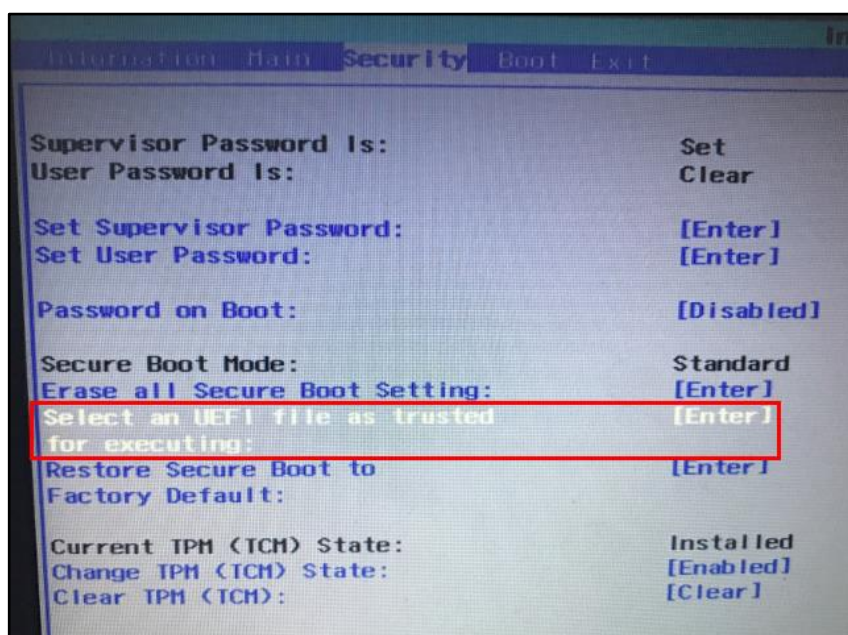 In
Information Main Security Boot Exit
Supervisor Password Is: Set
User Password Is: Clear
Set Supervisor Password: [Enter]
Set User Password: [Enter]
Password on Boot: [Disabled]
Secure Boot Mode: Standard
Erase all Secure Boot Setting: [Enter]
Select an UEFI file as trusted [Enter]
for executing:
Restore Secure Boot to [Enter]
Factory Default:
Current TPM (TCM) State: Installed
Change TPM (TCM) State: [Enabled]
Clear TPM (TCM): [Clear]